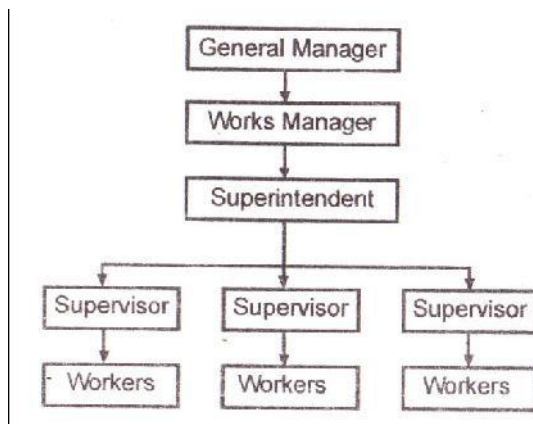 General Manager
Works Manager
Superintendent
Supervisor Supervisor Supervisor
Workers Workers Workers